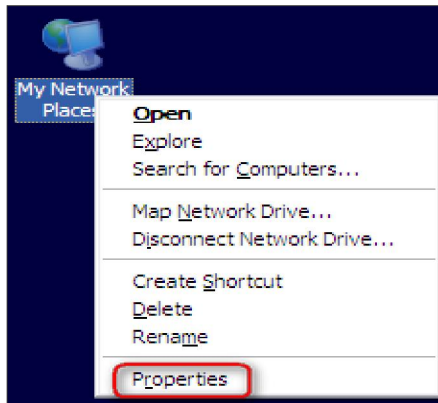 My Network
Places
Open
Explore
Search for Computers...
Map Network Drive...
Disconnect Network Drive...
Create Shortcut
Delete
Rename
Properties